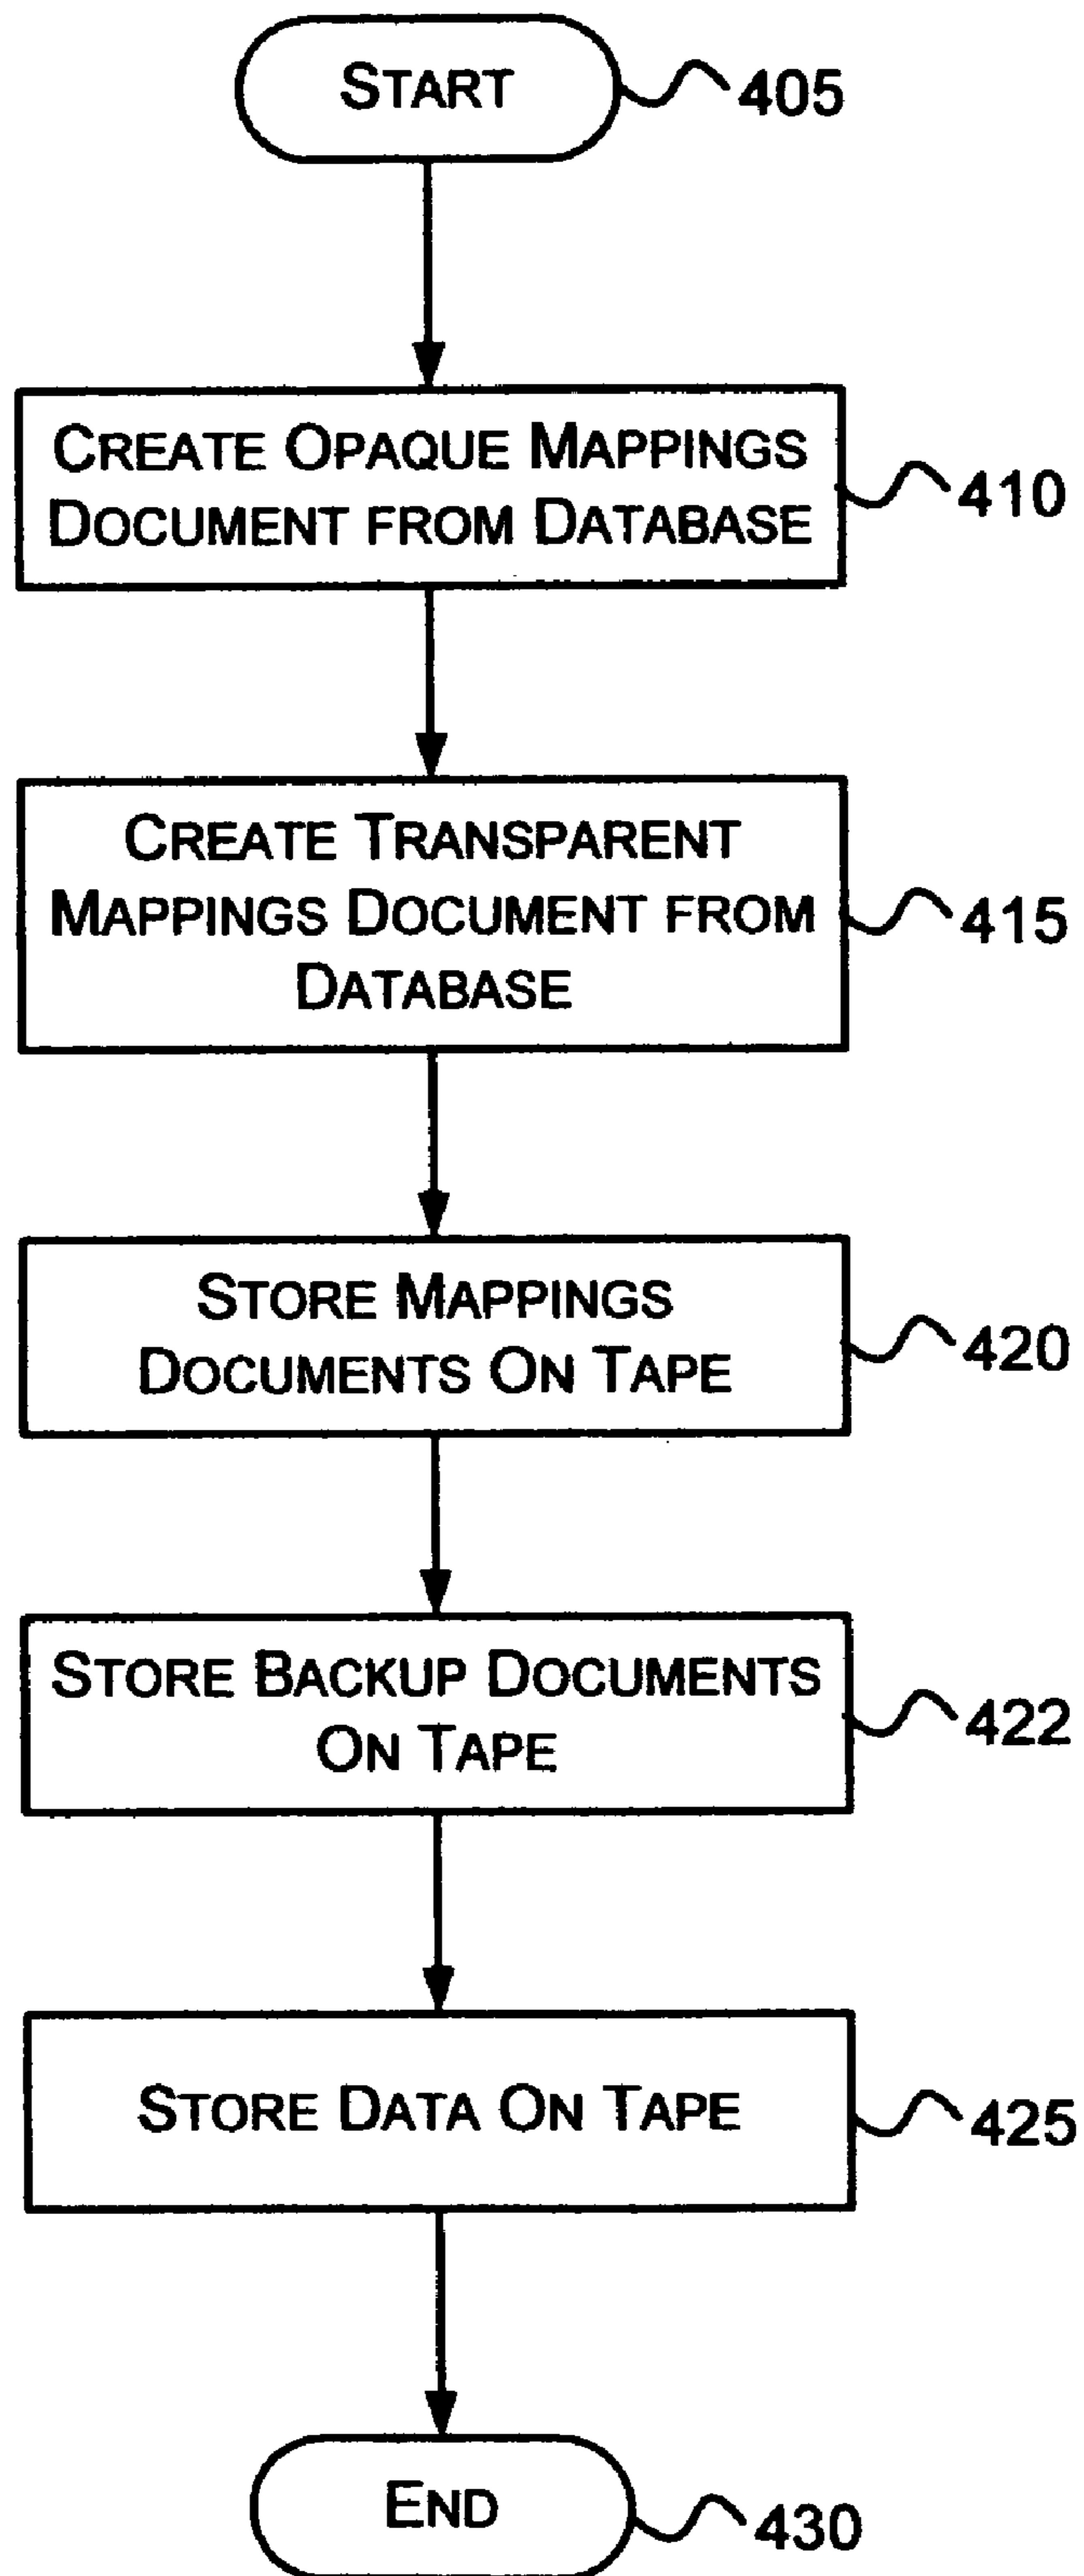 START
405
CREATE OPAQUE MAPPINGS
DOCUMENT FROM DATABASE
410
CREATE TRANSPARENT
MAPPINGS DOCUMENT FROM
DATABASE
415
STORE MAPPINGS
DOCUMENTS ON TAPE
420
STORE BACKUP DOCUMENTS
ON TAPE
422
STORE DATA ON TAPE
425
END
430